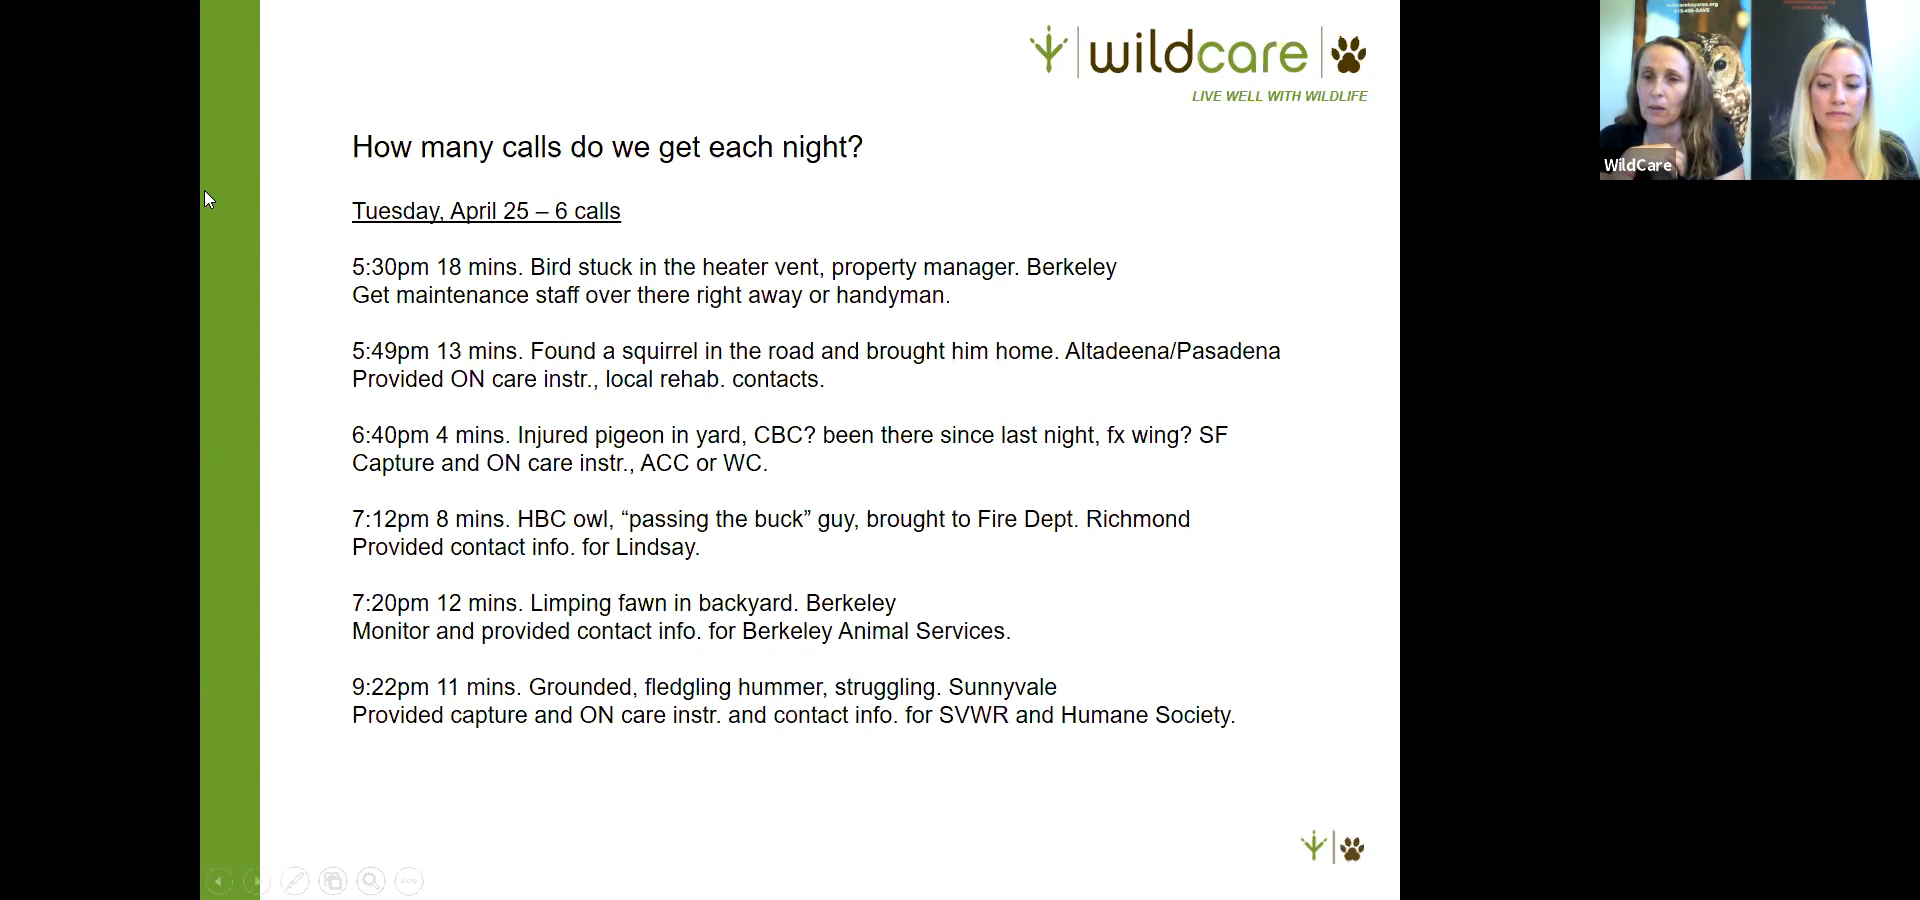 wildcare
LIVE WELL WITH WILDLIFE
How many calls do we get each night?
Tuesday, April 25 – 6 calls
5:30pm 18 mins. Bird stuck in the heater vent, property manager. Berkeley
Get maintenance staff over there right away or handyman.
5:49pm 13 mins. Found a squirrel in the road and brought him home. Altadeena/Pasadena
Provided ON care instr., local rehab. contacts.
6:40pm 4 mins. Injured pigeon in yard, CBC? been there since last night, fx wing? SF
Capture and ON care instr., ACC or WC.
7:12pm 8 mins. HBC owl, “passing the buck” guy, brought to Fire Dept. Richmond
Provided contact info. for Lindsay.
7:20pm 12 mins. Limping fawn in backyard. Berkeley
Monitor and provided contact info. for Berkeley Animal Services.
9:22pm 11 mins. Grounded, fledgling hummer, struggling. Sunnyvale
Provided capture and ON care instr. and contact info. for SVWR and Humane Society.
WildCare